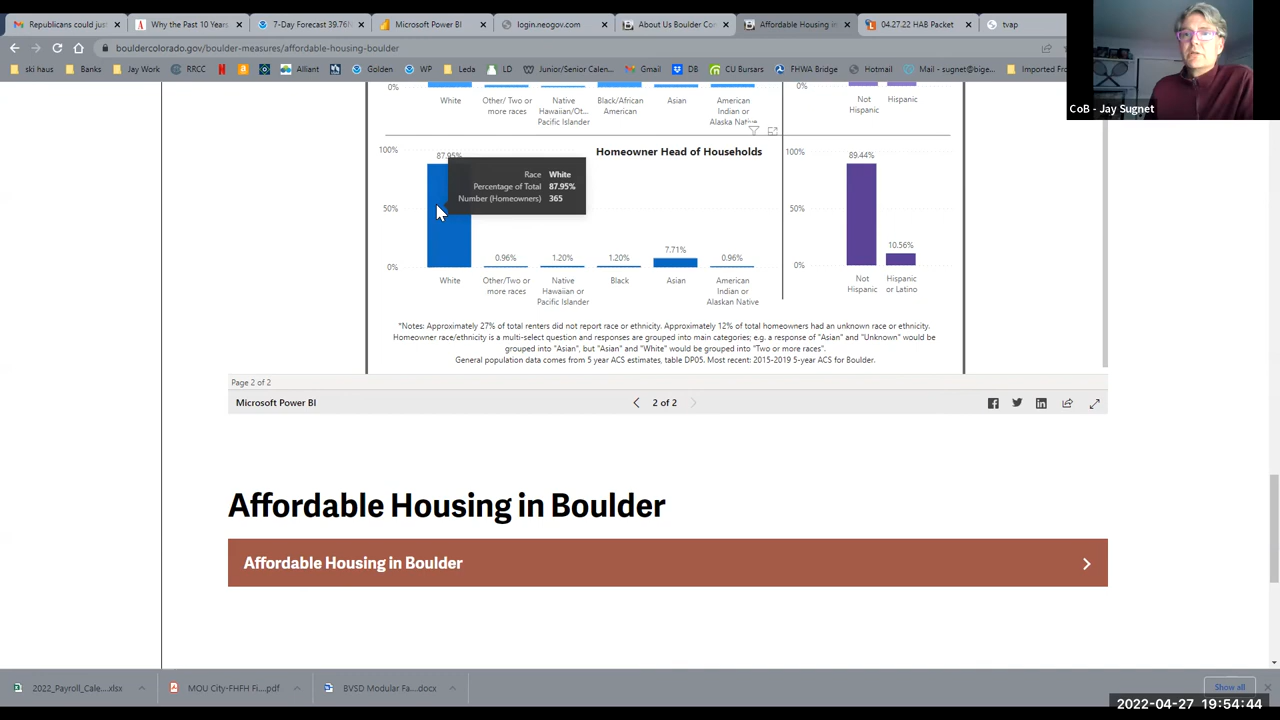 Republicans could jus
Why the Past 10 Years
7-Day Forecast 39.76N
Microsoft Power BI
login.neogov.com
About Us Boulder Co
Affordable Housing in
04.27.22 HAB Packet
tvap
bouldercolorado.gov/boulder-measures/affordable-housing-boulder
ski haus
Banks
Jay Work
RRCC
Alliant
Golden
WP
Leda
LD
Junior/Senior Calen...
Gmail
DB
CU Bursars
FHWA Bridge
Hotmail
Mail - sugnet@bige...
Imported Fro
CoB - Jay Sugnet
0%
White
Other/ Two or
more races
Native
Hawaiian/Ot...
Pacific Islander
Black/African
American
Asian
American
Indian or
Alaska Native
0%
Not
Hispanic
Hispanic
Homeowner Head of Households
100%
50%
0%
87.95%
Race White
Percentage of Total 87.95%
Number (Homeowners) 365
0.96%
1.20%
1.20%
7.71%
0.96%
White
Other/Two or
more races
Native
Hawaiian or
Pacific Islander
Black
Asian
American
Indian or
Alaskan Native
100%
50%
0%
89.44%
10.56%
Not
Hispanic
Hispanic
or Latino
*Notes: Approximately 27% of total renters did not report race or ethnicity. Approximately 12% of total homeowners had an unknown race or ethnicity.
Homeowner race/ethnicity is a multi-select question and responses are grouped into main categories; e.g. a response of "Asian" and "Unknown" would be
grouped into "Asian", but "Asian" and "White" would be grouped into "Two or more races".
General population data comes from 5 year ACS estimates, table DP05. Most recent: 2015-2019 5-year ACS for Boulder.
Page 2 of 2
Microsoft Power BI
2 of 2
Affordable Housing in Boulder
Affordable Housing in Boulder
2022_Payroll_Cale....xlsx
MOU City-FHFH Fi....pdf
BVSD Modular Fa....docx
Show all
2022-04-27 19:54:44